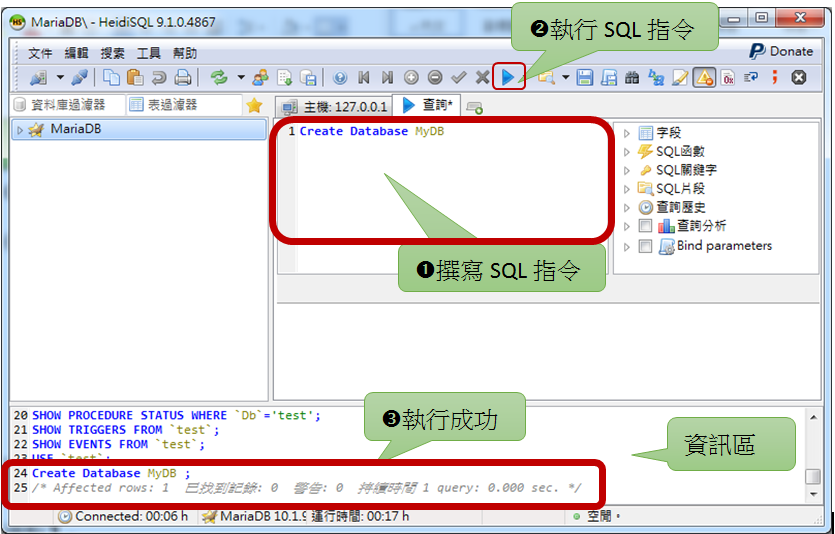 MariaDB\ - HeidiSQL 9.1.0.4867
❷執行 SQL 指令
文件 編輯 搜索 工具 幫助
Donate
資料庫過濾器 表過濾器
主機: 127.0.0.1 查詢*
MariaDB
1 Create Database MyDB
字段
SQL函數
SQL關鍵字
SQL片段
查詢歷史
查詢分析
Bind parameters
❶撰寫 SQL 指令
❸執行成功
資訊區
20 SHOW PROCEDURE STATUS WHERE `Db`='test';
21 SHOW TRIGGERS FROM `test`;
22 SHOW EVENTS FROM `test`;
23 USE `test`;
24 Create Database MyDB ;
25 /* Affected rows: 1 已找到記錄: 0 警告: 0 持續時間 1 query: 0.000 sec. */
Connected: 00:06 h MariaDB 10.1.9 運行時間: 00:17 h 空閒。